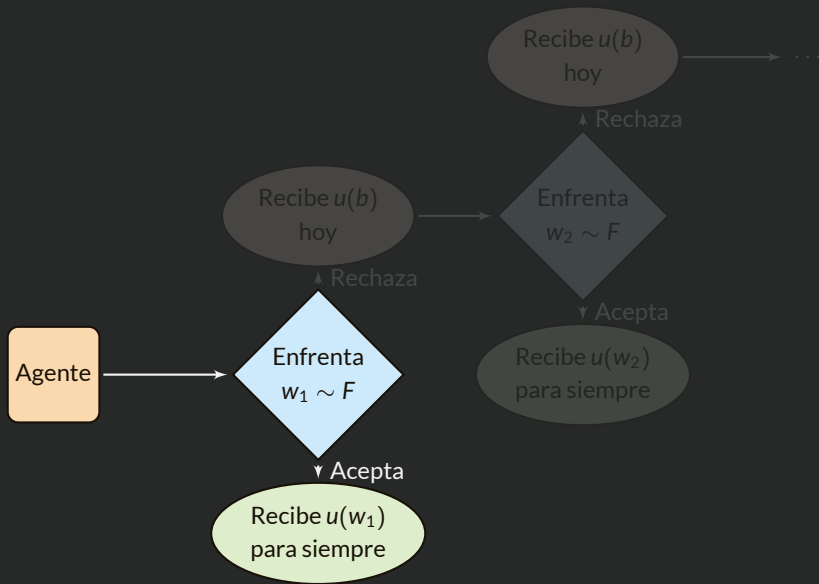 Recibe u(b)
hoy
Rechaza
Recibe u(b)
hoy
Enfrenta
w₂ ∼ F
Rechaza
Acepta
Agente
Enfrenta
w₁ ∼ F
Recibe u(w₂)
para siempre
Acepta
Recibe u(w₁)
para siempre